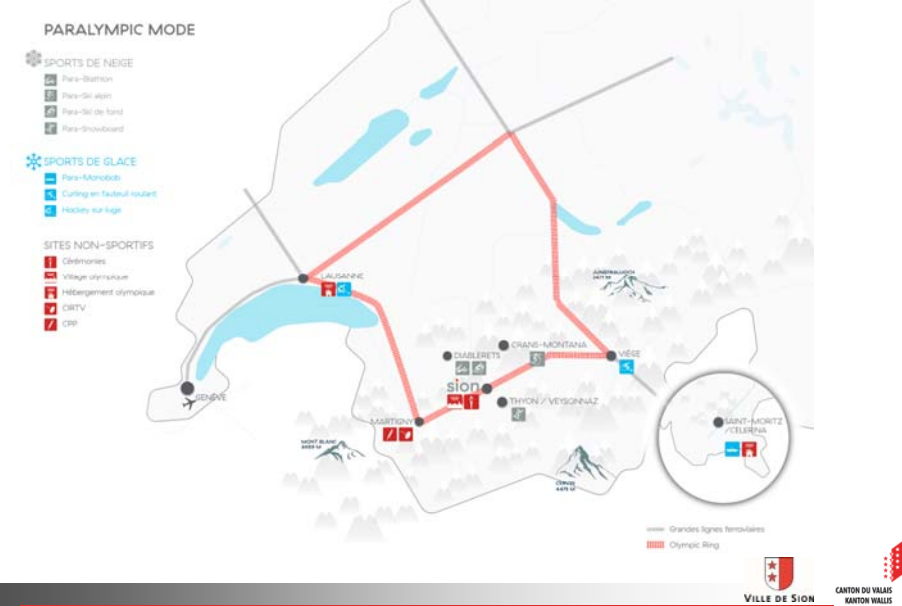 PARALYMPIC MODE
SPORTS DE NEIGE
Para-Biathlon
Para-Ski alpin
Para-Ski de fond
Para-Snowboard
SPORTS DE GLACE
Para-Monobob
Curling en fauteuil roulant
Hockey sur luge
SITES NON-SPORTIFS
Cérémonies
Village olympique
Hébergement olympique
CIRTV
CPP
LAUSANNE
GENÈVE
DIABLERETS
CRANS-MONTANA
VIÈGE
sion
THYON / VEYSONNAZ
MARTIGNY
MONT BLANC
CERVIN
SAINT-MORITZ
/CELERINA
Grandes lignes ferroviaires
Olympic Ring
VILLE DE SION
CANTON DU VALAIS
KANTON WALLIS